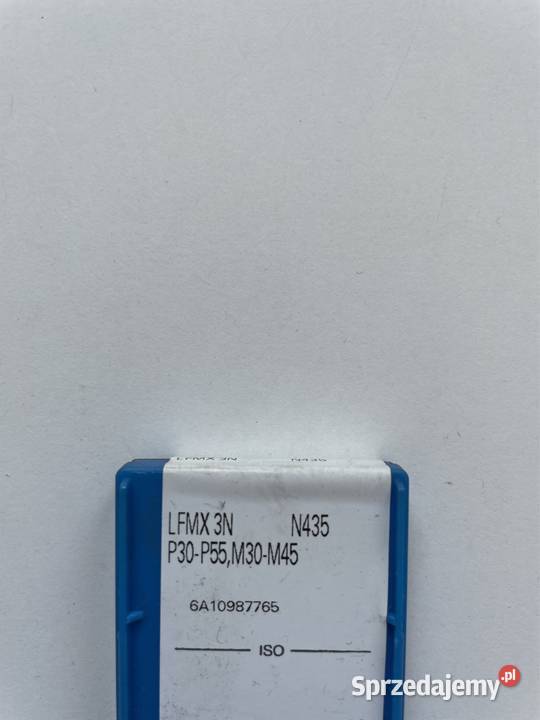 LFMX 3N N435
LFMX 3N N435
P30-P55,M30-M45
6A10987765
ISO
Sprzedajemy.pl